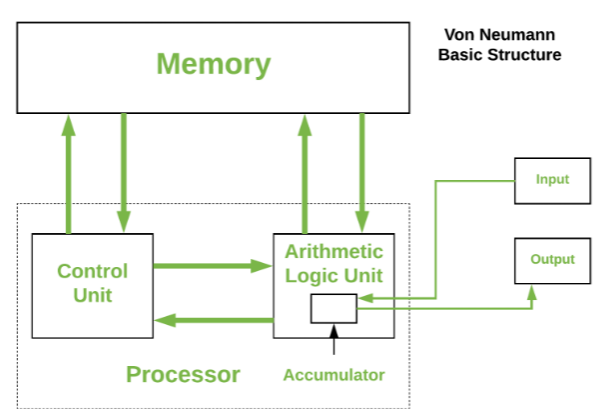 Von Neumann
Basic Structure
Memory
Input
Control
Unit
Arithmetic
Logic Unit
Output
Processor
Accumulator